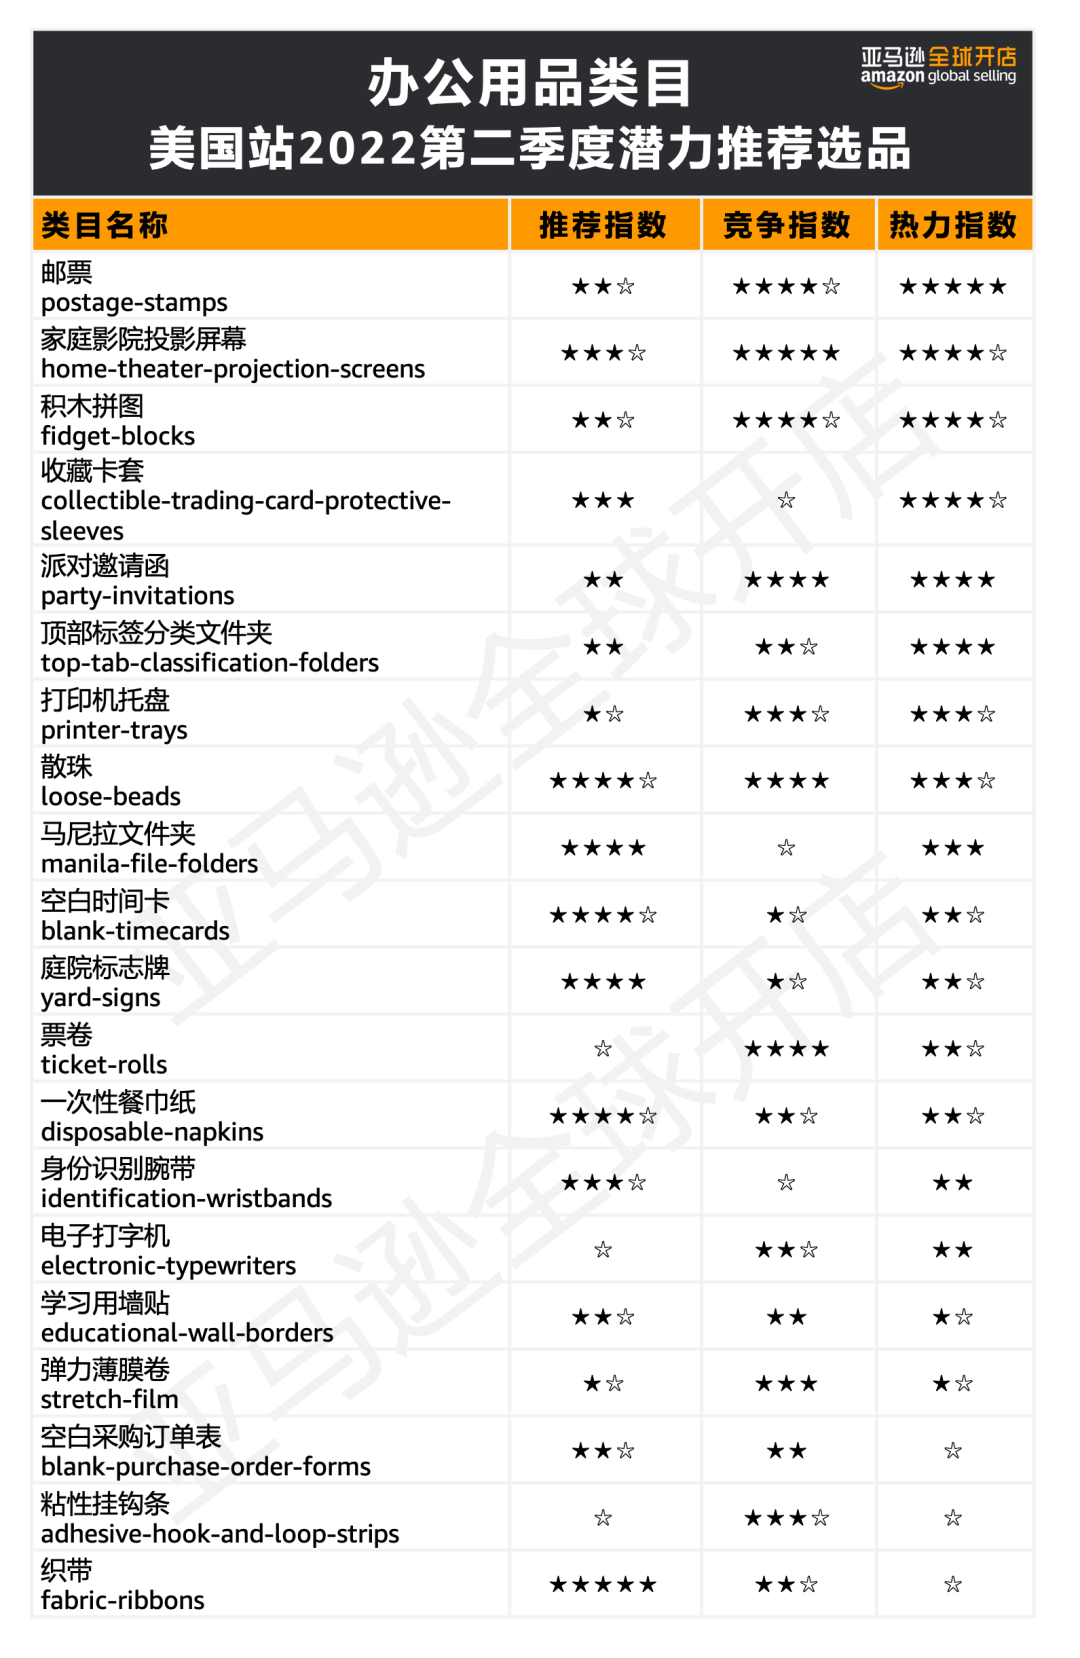 亚马逊全球开店
amazon global selling
办公用品类目
美国站2022第二季度潜力推荐选品
类目名称 推荐指数 竞争指数 热力指数
邮票
postage-stamps ★★☆ ★★★★☆ ★★★★★
家庭影院投影屏幕
home-theater-projection-screens ★★★☆ ★★★★★ ★★★★☆
积木拼图
fidget-blocks ★★☆ ★★★★☆ ★★★★☆
收藏卡套
collectible-trading-card-protective- ★★★ ☆ ★★★★☆
sleeves
派对邀请函
party-invitations ★★ ★★★★ ★★★★
顶部标签分类文件夹
top-tab-classification-folders ★★ ★★☆ ★★★★
打印机托盘
printer-trays ★☆ ★★★☆ ★★★☆
散珠
loose-beads ★★★★☆ ★★★★ ★★★☆
马尼拉文件夹
manila-file-folders ★★★★ ☆ ★★★
空白时间卡
blank-timecards ★★★★☆ ★☆ ★★☆
庭院标志牌
yard-signs ★★★★ ★☆ ★★☆
票卷
ticket-rolls ☆ ★★★★ ★★☆
一次性餐巾纸
disposable-napkins ★★★★☆ ★★☆ ★★☆
身份识别腕带
identification-wristbands ★★★☆ ☆ ★★
电子打字机
electronic-typewriters ☆ ★★☆ ★★
学习用墙贴
educational-wall-borders ★★☆ ★★ ★☆
弹力薄膜卷
stretch-film ★☆ ★★★ ★☆
空白采购订单表
blank-purchase-order-forms ★★☆ ★★ ☆
粘性挂钩条
adhesive-hook-and-loop-strips ☆ ★★★☆ ☆
织带
fabric-ribbons ★★★★★ ★★☆ ☆
亚马逊全球开店
亚马逊全球开店